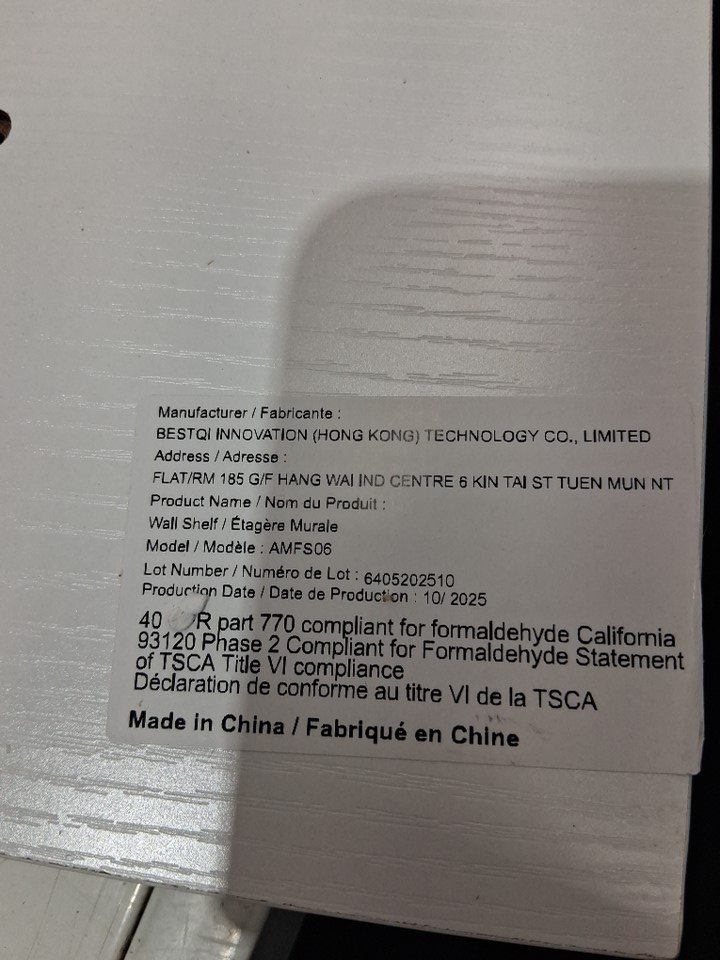 Manufacturer / Fabricante :
BESTQI INNOVATION (HONG KONG) TECHNOLOGY CO., LIMITED
Address / Adresse :
FLAT/RM 185 G/F HANG WAI IND CENTRE 6 KIN TAI ST TUEN MUN NT
Product Name / Nom du Produit :
Wall Shelf / Étagère Murale
Model / Modèle : AMFS06
Lot Number / Numéro de Lot : 6405202510
Production Date / Date de Production : 10/ 2025
40 R part 770 compliant for formaldehyde California
93120 Phase 2 Compliant for Formaldehyde Statement
of TSCA Title VI compliance
Déclaration de conforme au titre VI de la TSCA
Made in China / Fabriqué en Chine